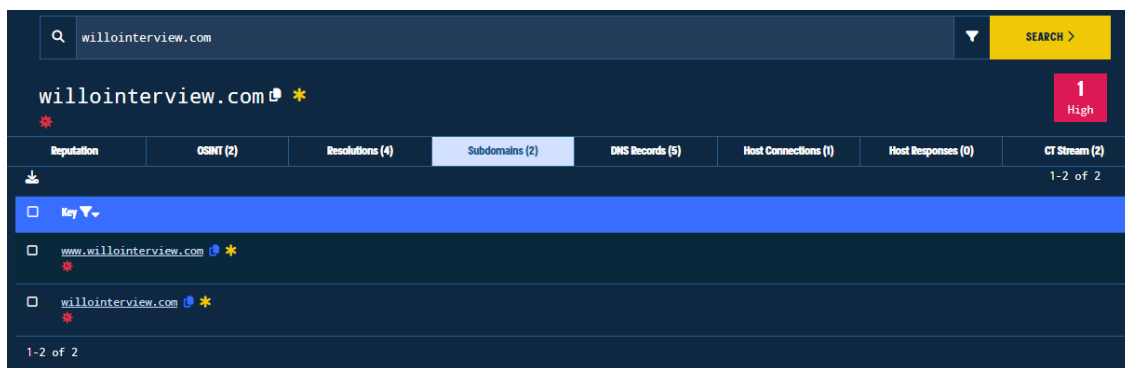 willointerview.com
SEARCH >
willointerview.com
1
High
Reputation OSINT (2) Resolutions (4) Subdomains (2) DNS Records (5) Host Connections (1) Host Responses (0) CT Stream (2)
1-2 of 2
Key
www.willointerview.com
willointerview.com
1-2 of 2